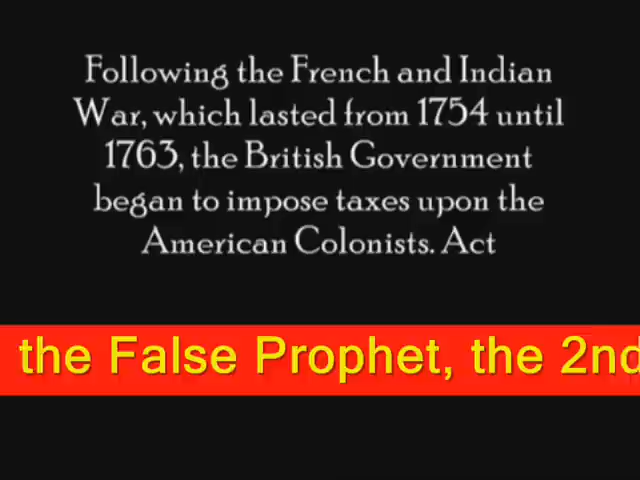 Following the French and Indian
War, which lasted from 1754 until
1763, the British Government
began to impose taxes upon the
American Colonists. Act
the False Prophet, the 2nd